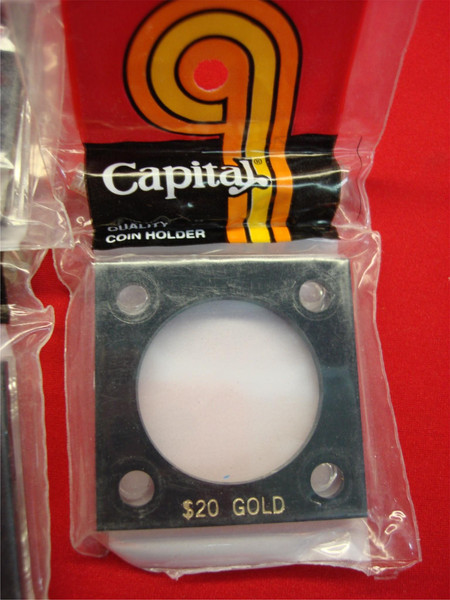 Capital®
QUALITY
COIN HOLDER
$20 GOLD